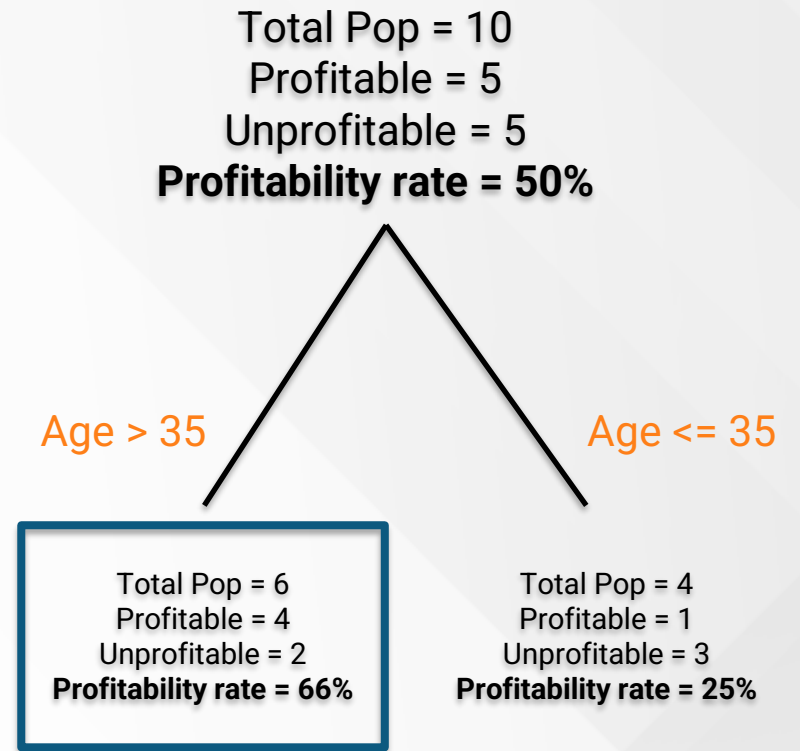 Total Pop = 10
Profitable = 5
Unprofitable = 5
Profitability rate = 50%
Age > 35
Age <= 35
Total Pop = 6
Profitable = 4
Unprofitable = 2
Profitability rate = 66%
Total Pop = 4
Profitable = 1
Unprofitable = 3
Profitability rate = 25%